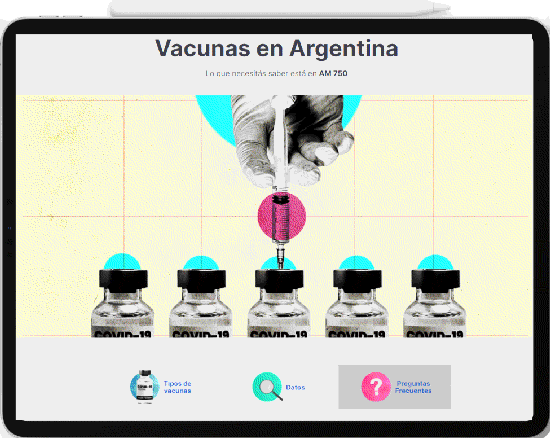 Vacunas en Argentina
Lo que necesitás saber está en AM 750
COVID-19 COVID-19 COVID-19 COVID-19 COVID-19
Tipos de
vacunas
Datos
Preguntas
Frecuentes